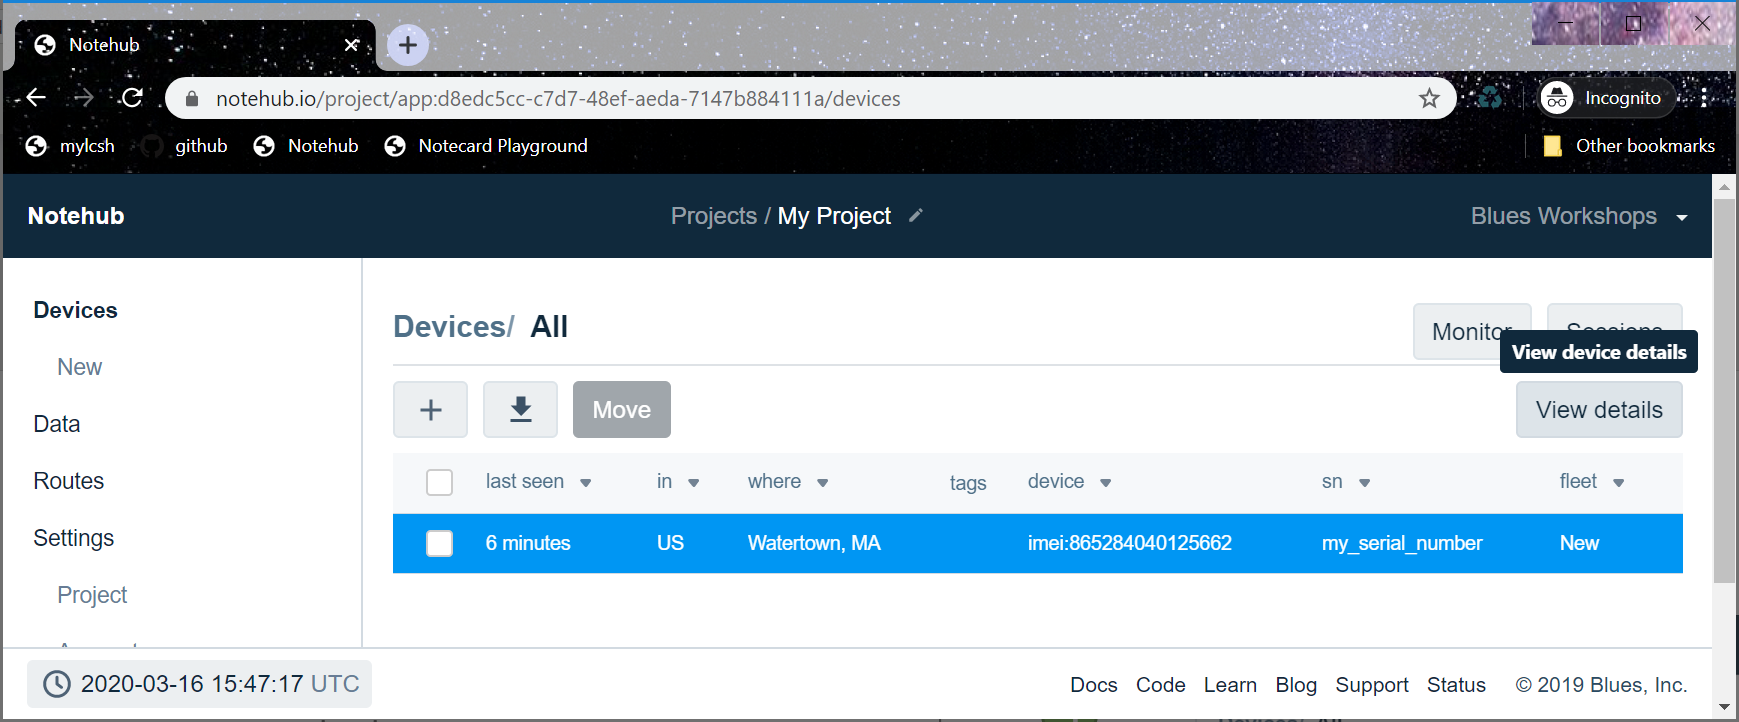 Notehub
notehub.io/project/app:d8edc5cc-c7d7-48ef-aeda-7147b884111a/devices
Incognito
mylcsh github Notehub Notecard Playground Other bookmarks
Notehub Projects / My Project Blues Workshops
Devices
New
Data
Routes
Settings
Project
Devices/ All
Monitor Sessions
View device details
Move View details
last seen in where tags device sn fleet
6 minutes US Watertown, MA imei:865284040125662 my_serial_number New
2020-03-16 15:47:17 UTC
Docs Code Learn Blog Support Status © 2019 Blues, Inc.